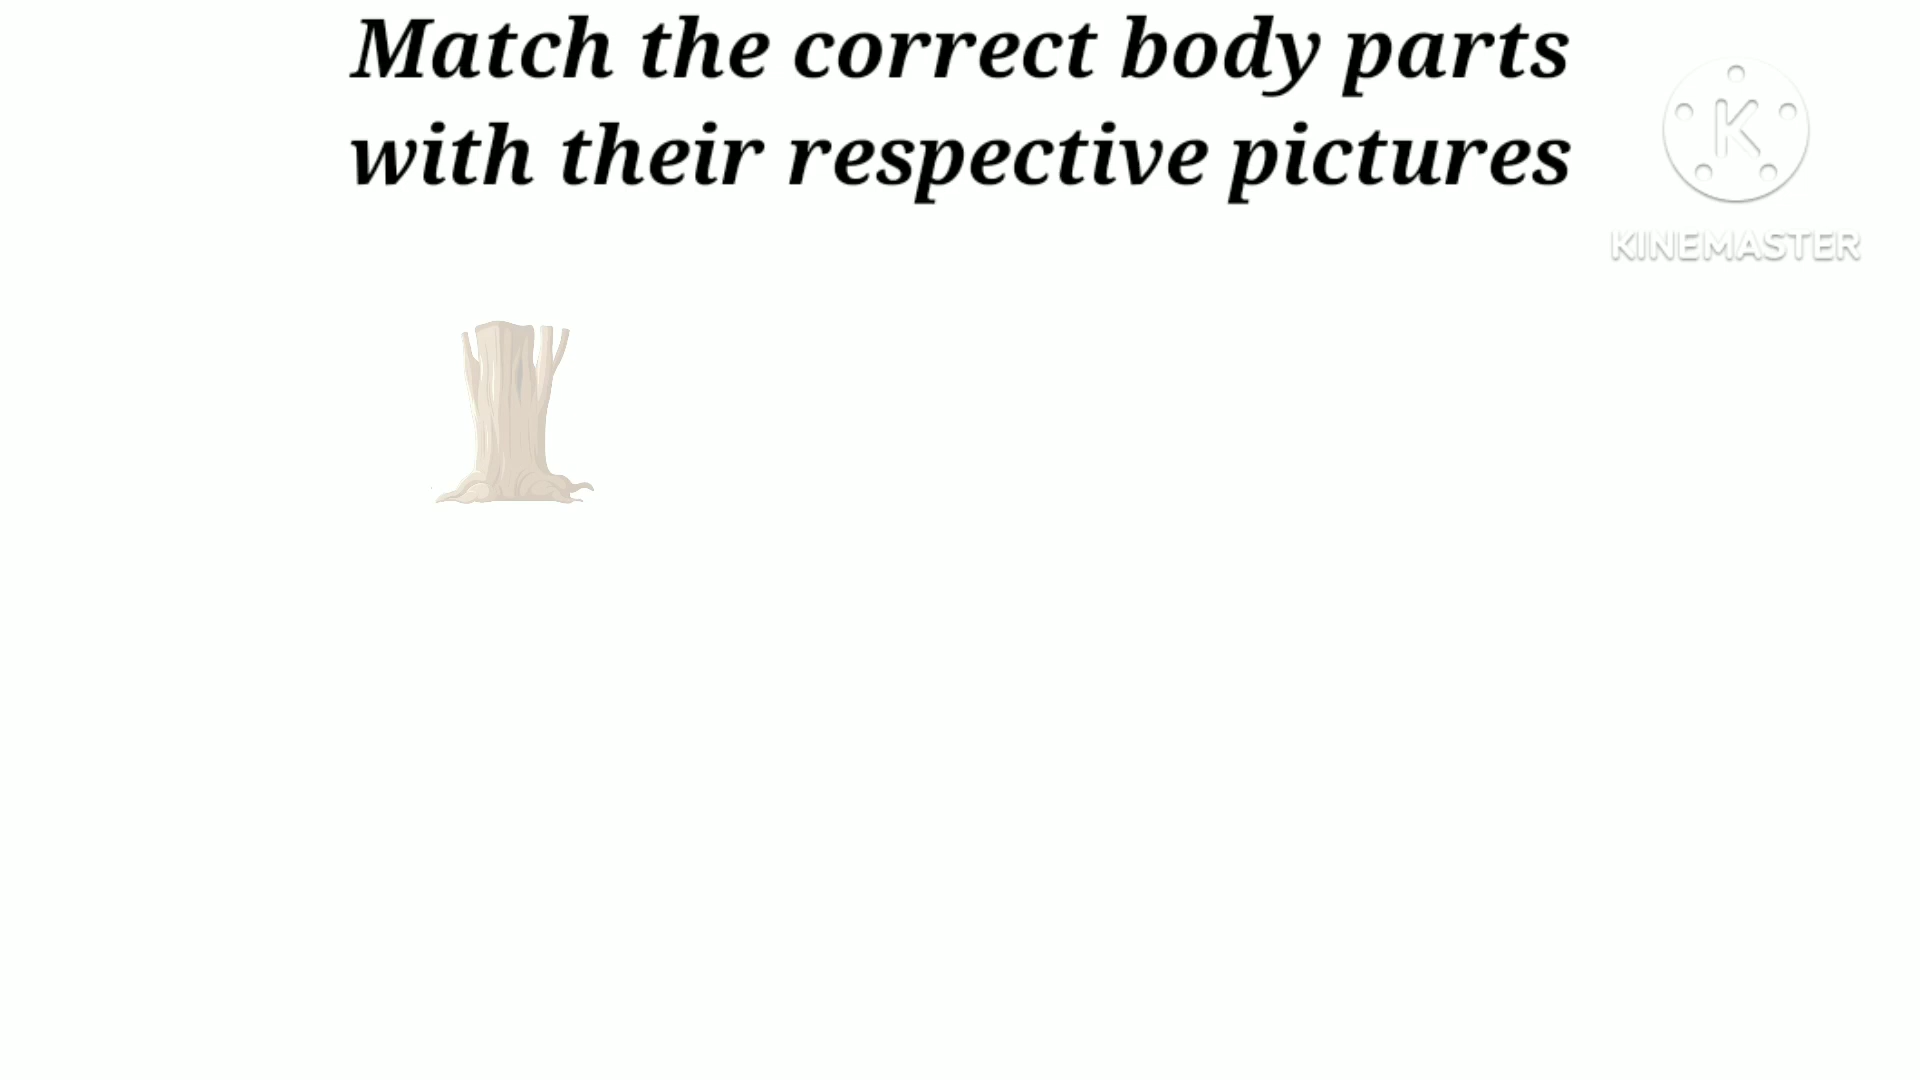 Match the correct body parts
with their respective pictures
K
KINEMASTER